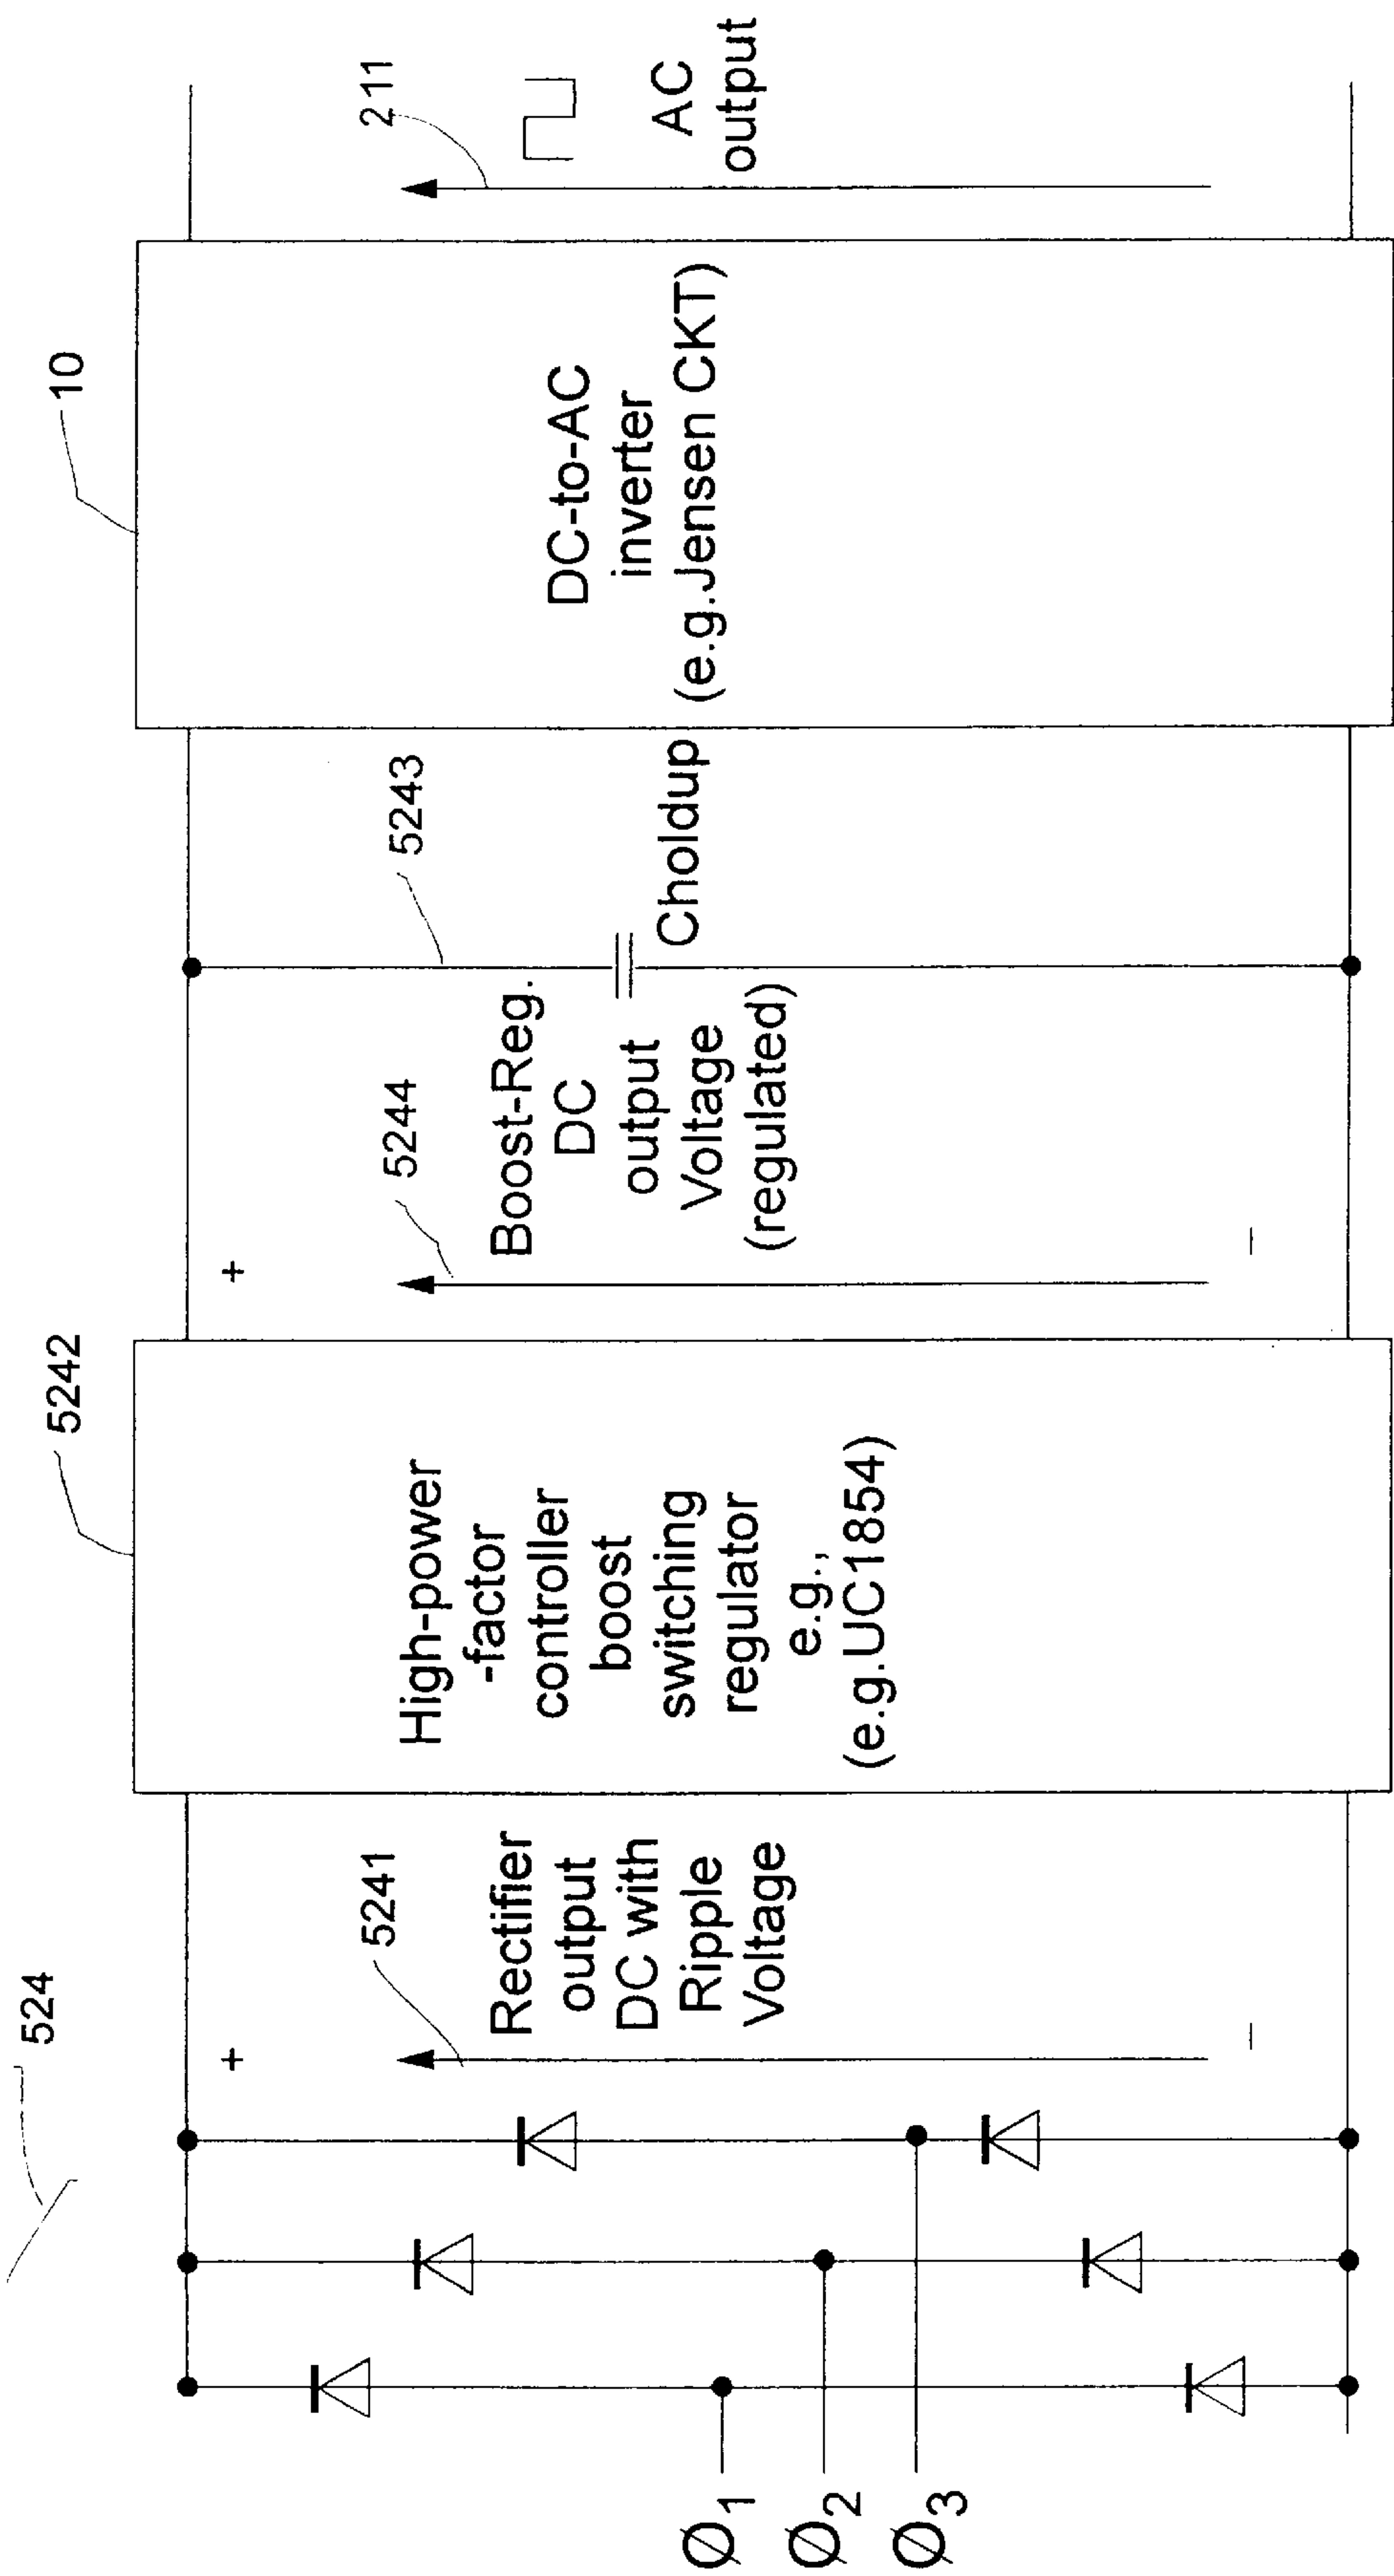 524
Ø1
Ø2
Ø3
+
5241
Rectifier
output
DC with
Ripple
Voltage
–
5242
High-power
-factor
controller
boost
switching
regulator
e.g.,
(e.g.UC1854)
+
5244
Boost-Reg.
DC
output
Voltage
(regulated)
–
5243
Choldup
10
DC-to-AC
inverter
(e.g.Jensen CKT)
211
AC
output